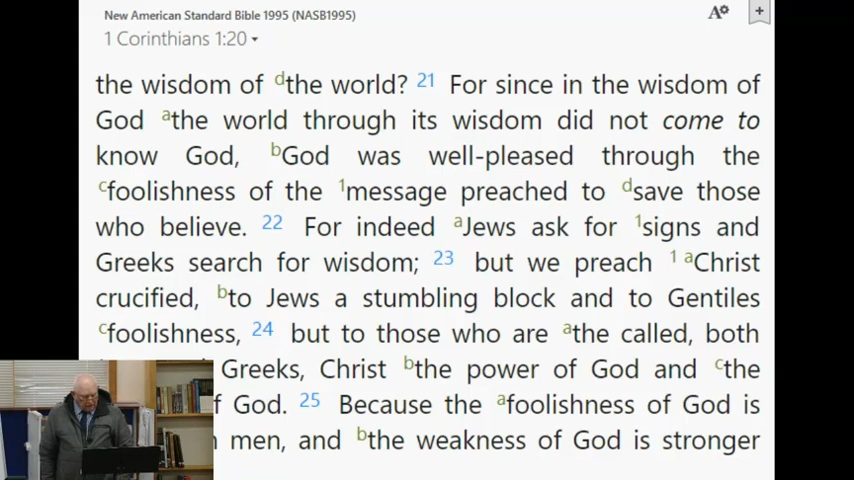 New American Standard Bible 1995 (NASB1995)
1 Corinthians 1:20
the wisdom of dthe world? 21 For since in the wisdom of
God athe world through its wisdom did not come to
know God, bGod was well-pleased through the
cfoolishness of the 1message preached to dsave those
who believe. 22 For indeed aJews ask for 1signs and
Greeks search for wisdom; 23 but we preach 1 aChrist
crucified, bto Jews a stumbling block and to Gentiles
cfoolishness, 24 but to those who are athe called, both
Greeks, Christ bthe power of God and cthe
f God. 25 Because the afoolishness of God is
men, and bthe weakness of God is stronger